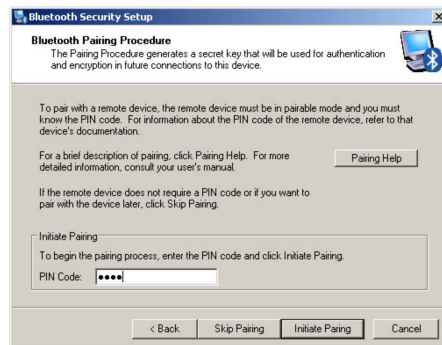 Bluetooth Security Setup
Bluetooth Pairing Procedure
The Pairing Procedure generates a secret key that will be used for authentication
and encryption in future connections to this device.
To pair with a remote device, the remote device must be in pairable mode and you must
know the PIN code. For information about the PIN code of the remote device, refer to that
device's documentation.
For a brief description of pairing, click Pairing Help. For more
detailed information, consult your user's manual.
Pairing Help
If the remote device does not require a PIN code or if you want to
pair with the device later, click Skip Pairing.
Initiate Pairing
To begin the pairing process, enter the PIN code and click Initiate Pairing.
PIN Code: ●●●●
< Back Skip Pairing Initiate Paring Cancel